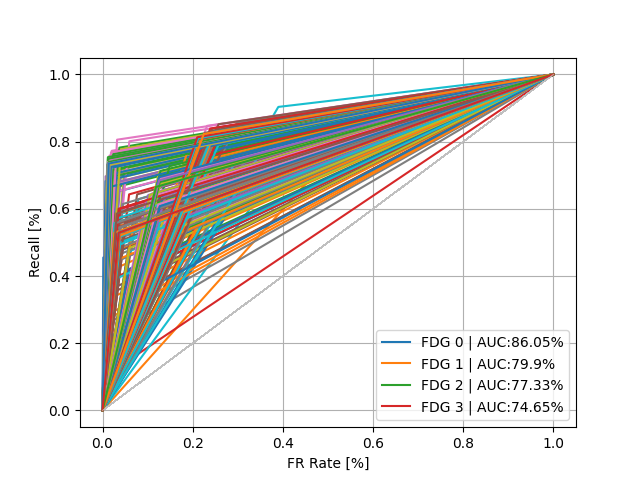 1.0
0.8
0.6
0.4
0.2
0.0
Recall [%]
FDG 0 | AUC:86.05%
FDG 1 | AUC:79.9%
FDG 2 | AUC:77.33%
FDG 3 | AUC:74.65%
0.0 0.2 0.4 0.6 0.8 1.0
FR Rate [%]